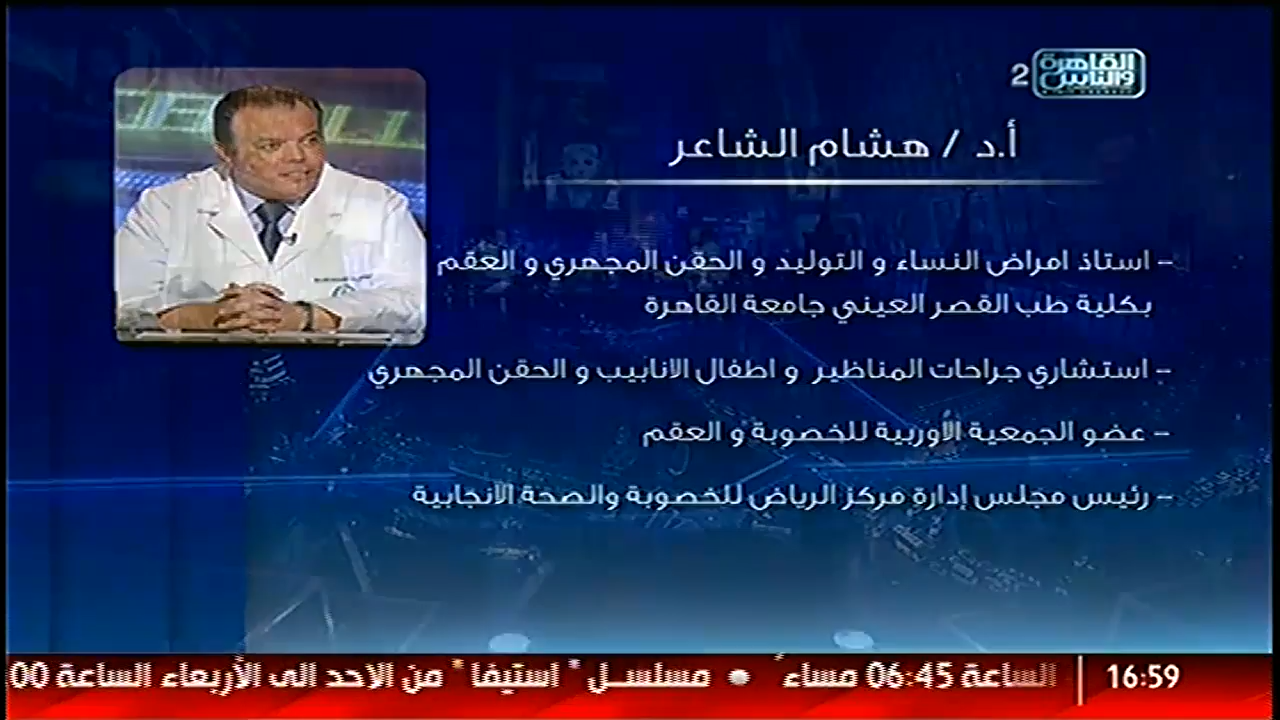 القاهرة
والناس
2
أ.د / هشام الشاعر
- استاذ امراض النساء و التوليد و الحقن المجهري و العقم
بكلية طب القصر العيني جامعة القاهرة
- استشاري جراحات المناظير و اطفال الانابيب و الحقن المجهري
- عضو الجمعية الأوربية للخصوبة و العقم
- رئيس مجلس إدارة مركز الرياض للخصوبة والصحة الانجابية
16:59
الساعة 06:45 مساءً ● مسلسل " استيفا " من الاحد الى الأربعاء الساعة 00